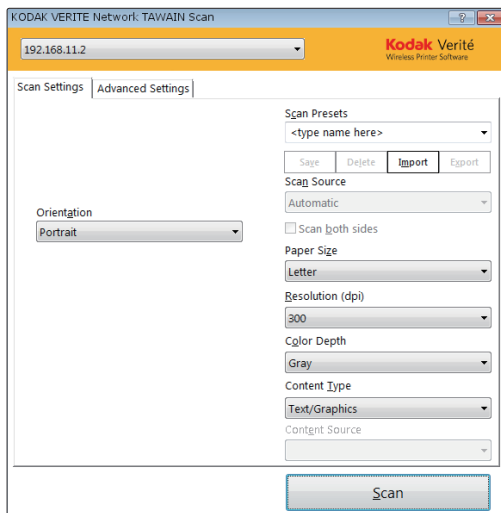 KODAK VERITE Network TAWAIN Scan
192.168.11.2
Kodak Verité
Wireless Printer Software
Scan Settings
Advanced Settings
Scan Presets
<type name here>
Save Delete Import Export
Scan Source
Automatic
Scan both sides
Orientation
Portrait
Paper Size
Letter
Resolution (dpi)
300
Color Depth
Gray
Content Type
Text/Graphics
Content Source
Scan